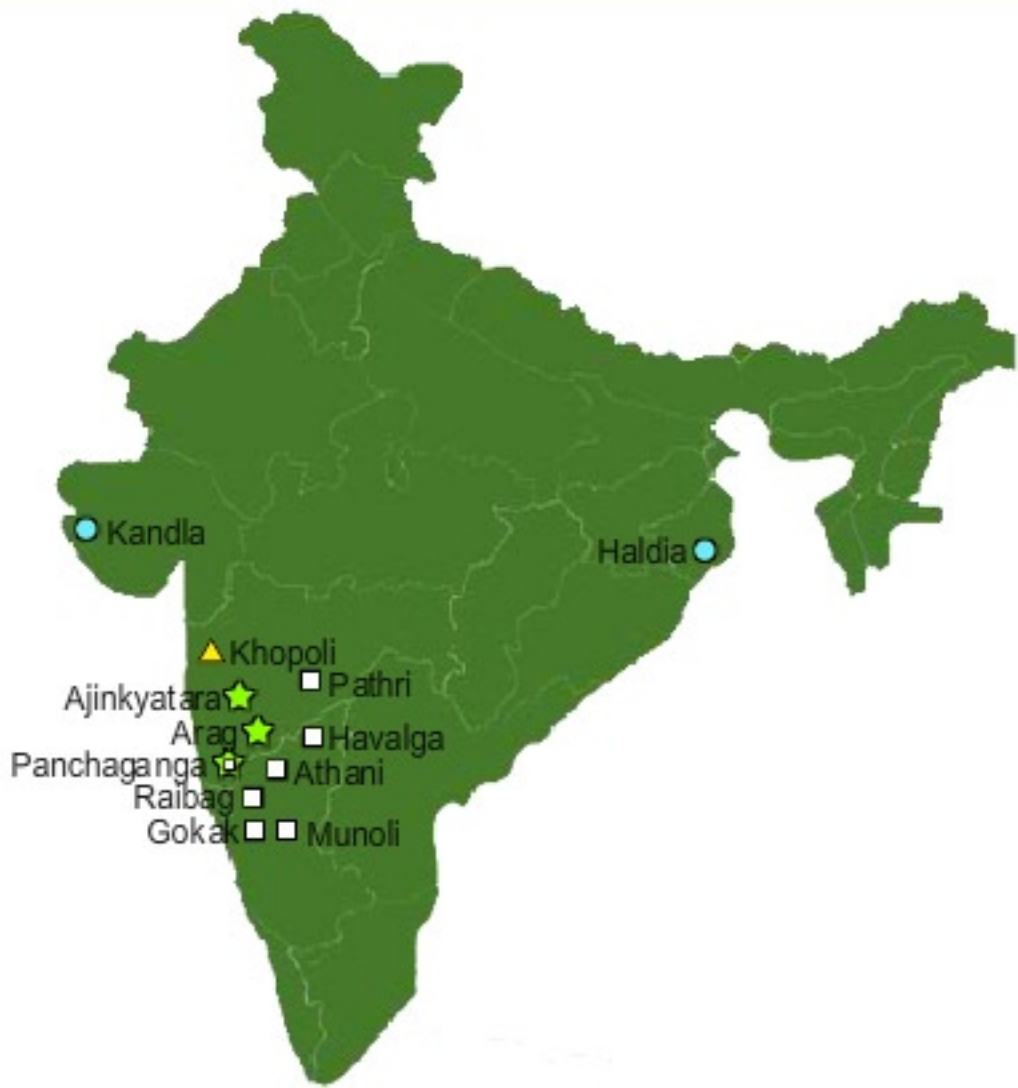 Kandla
Haldia
Khopoli
Pathri
Ajinkyatara
Arag
Havalga
Panchaganga
Athani
Raibag
Gokak
Munoli